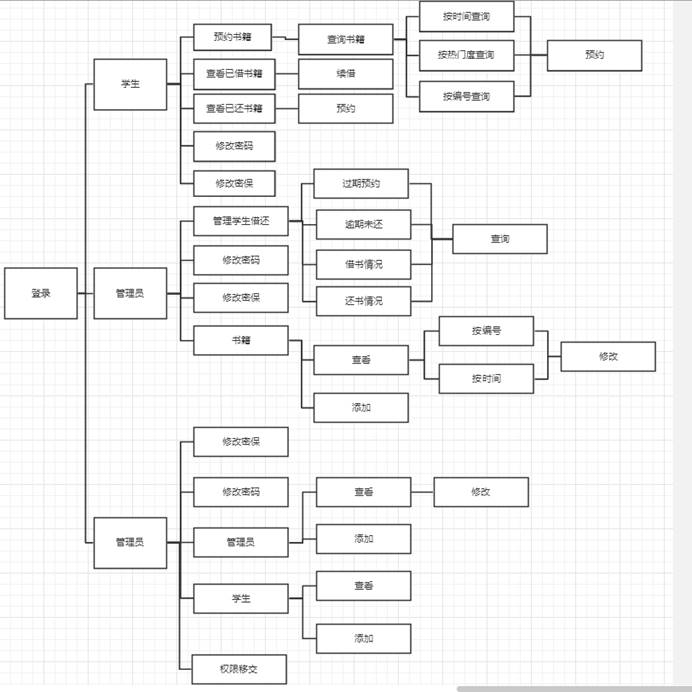 登录
学生
预约书籍
查询书籍
按时间查询
按热门度查询
按编号查询
预约
查看已借书籍
续借
查看已还书籍
预约
修改密码
修改密保
管理员
管理学生借还
过期预约
逾期未还
借书情况
还书情况
查询
修改密码
修改密保
书籍
查看
按编号
按时间
修改
添加
管理员
修改密保
修改密码
管理员
查看
修改
添加
学生
查看
添加
权限移交